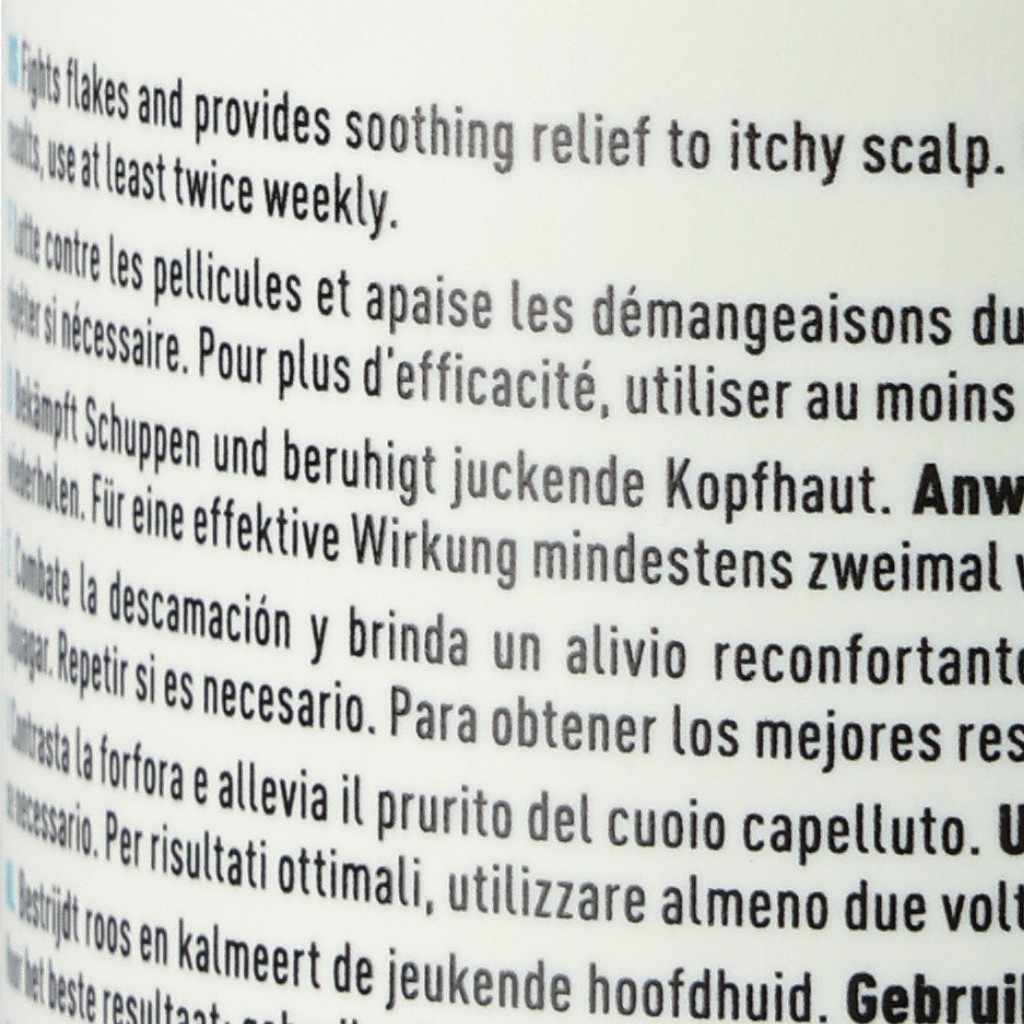 Fights flakes and provides soothing relief to itchy scalp.
results, use at least twice weekly.
Lutte contre les pellicules et apaise les démangeaisons du
répéter si nécessaire. Pour plus d'efficacité, utiliser au moins
Bekämpft Schuppen und beruhigt juckende Kopfhaut. Anw
wiederholen. Für eine effektive Wirkung mindestens zweimal
Combate la descamación y brinda un alivio reconfortante
Repetir si es necesario. Para obtener los mejores res
Contrasta la forfora e allevia il prurito del cuoio capelluto. U
se necessario. Per risultati ottimali, utilizzare almeno due volt
Bestrijdt roos en kalmeert de jeukende hoofdhuid. Gebrui
het beste resultaat,